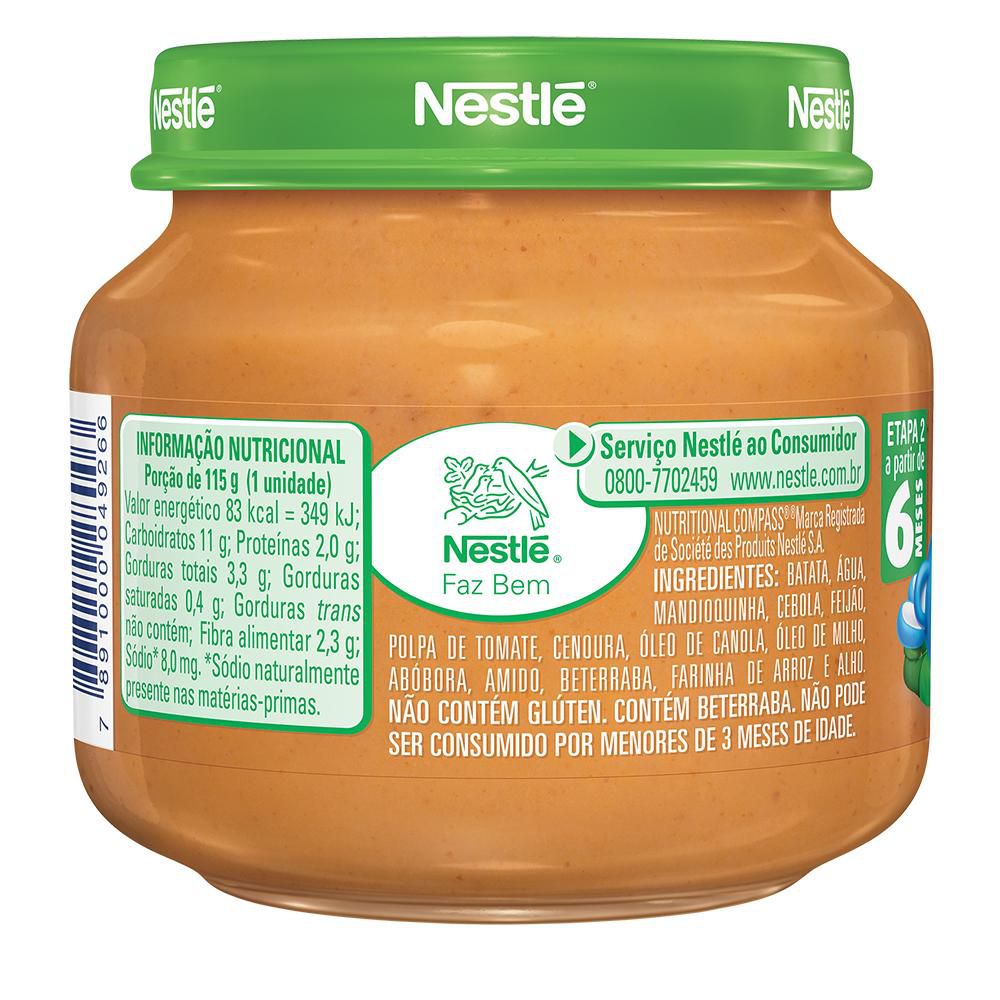 Nestlé®
Nestlé®
Nestlé
7891000049266
INFORMAÇÃO NUTRICIONAL
Porção de 115 g (1 unidade)
Valor energético 83 kcal = 349 kJ;
Carboidratos 11 g; Proteínas 2,0 g;
Gorduras totais 3,3 g; Gorduras
saturadas 0,4 g; Gorduras trans
não contém; Fibra alimentar 2,3 g;
Sódio* 8,0 mg. *Sódio naturalmente
presente nas matérias-primas.
Nestlé®
Faz Bem
Serviço Nestlé ao Consumidor
0800-7702459 www.nestle.com.br
NUTRITIONAL COMPASS® ®Marca Registrada
de Société des Produits Nestlé S.A.
INGREDIENTES: BATATA, ÁGUA,
MANDIOQUINHA, CEBOLA, FEIJÃO,
POLPA DE TOMATE, CENOURA, ÓLEO DE CANOLA, ÓLEO DE MILHO,
ABÓBORA, AMIDO, BETERRABA, FARINHA DE ARROZ E ALHO.
NÃO CONTÉM GLÚTEN. CONTÉM BETERRABA. NÃO PODE
SER CONSUMIDO POR MENORES DE 3 MESES DE IDADE.
ETAPA 2
a partir de
6
MESES